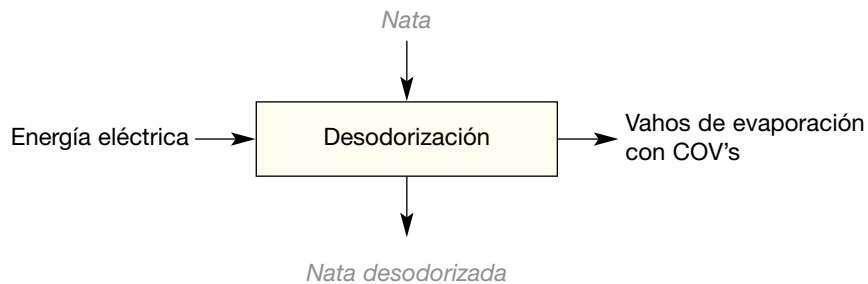 Nata
Energía eléctrica
Desodorización
Vahos de evaporación
con COV's
Nata desodorizada